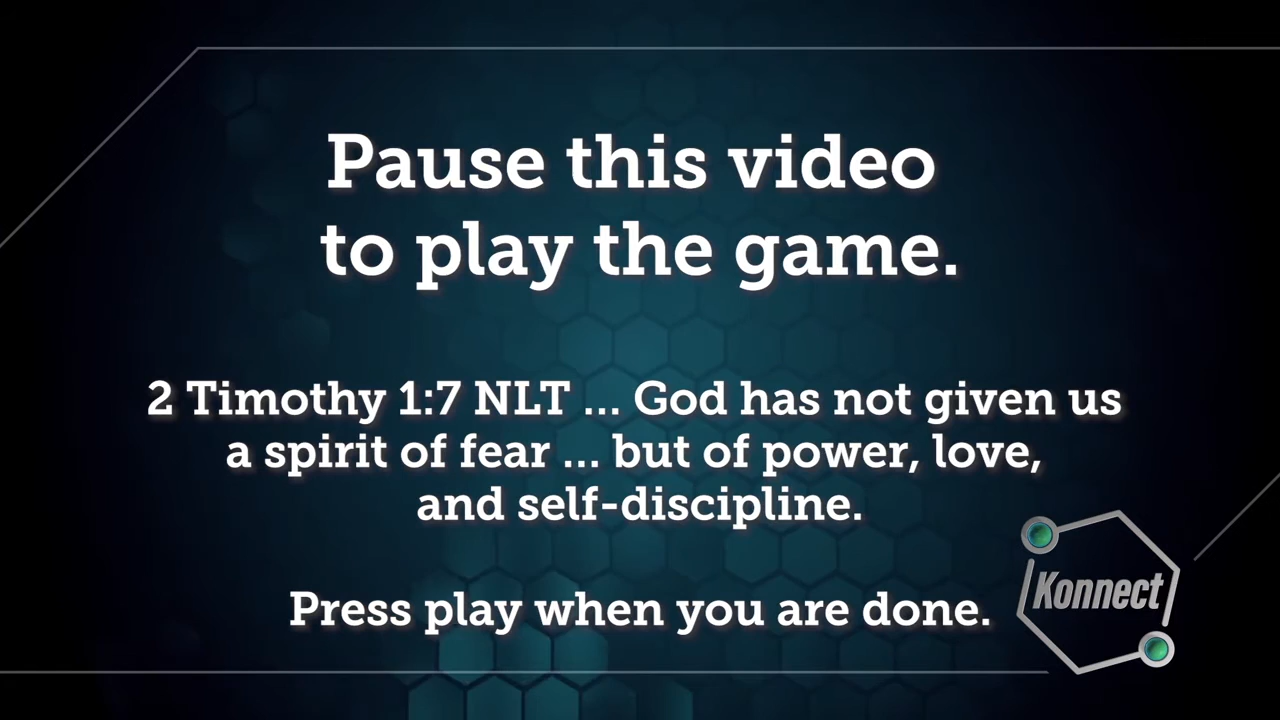 Pause this video
to play the game.
2 Timothy 1:7 NLT ... God has not given us
a spirit of fear ... but of power, love,
and self-discipline.
Konnect
Press play when you are done.